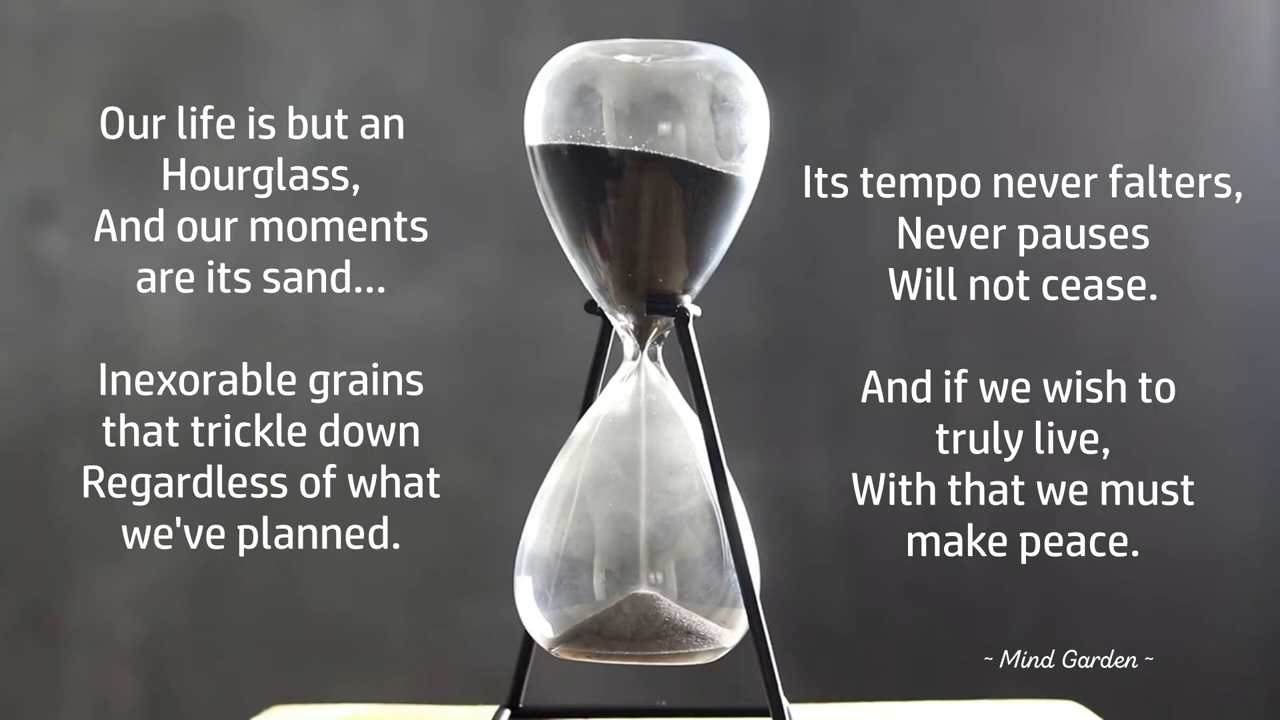 Our life is but an
Hourglass,
And our moments
are its sand...
Inexorable grains
that trickle down
Regardless of what
we've planned.
Its tempo never falters,
Never pauses
Will not cease.
And if we wish to
truly live,
With that we must
make peace.
~ Mind Garden ~